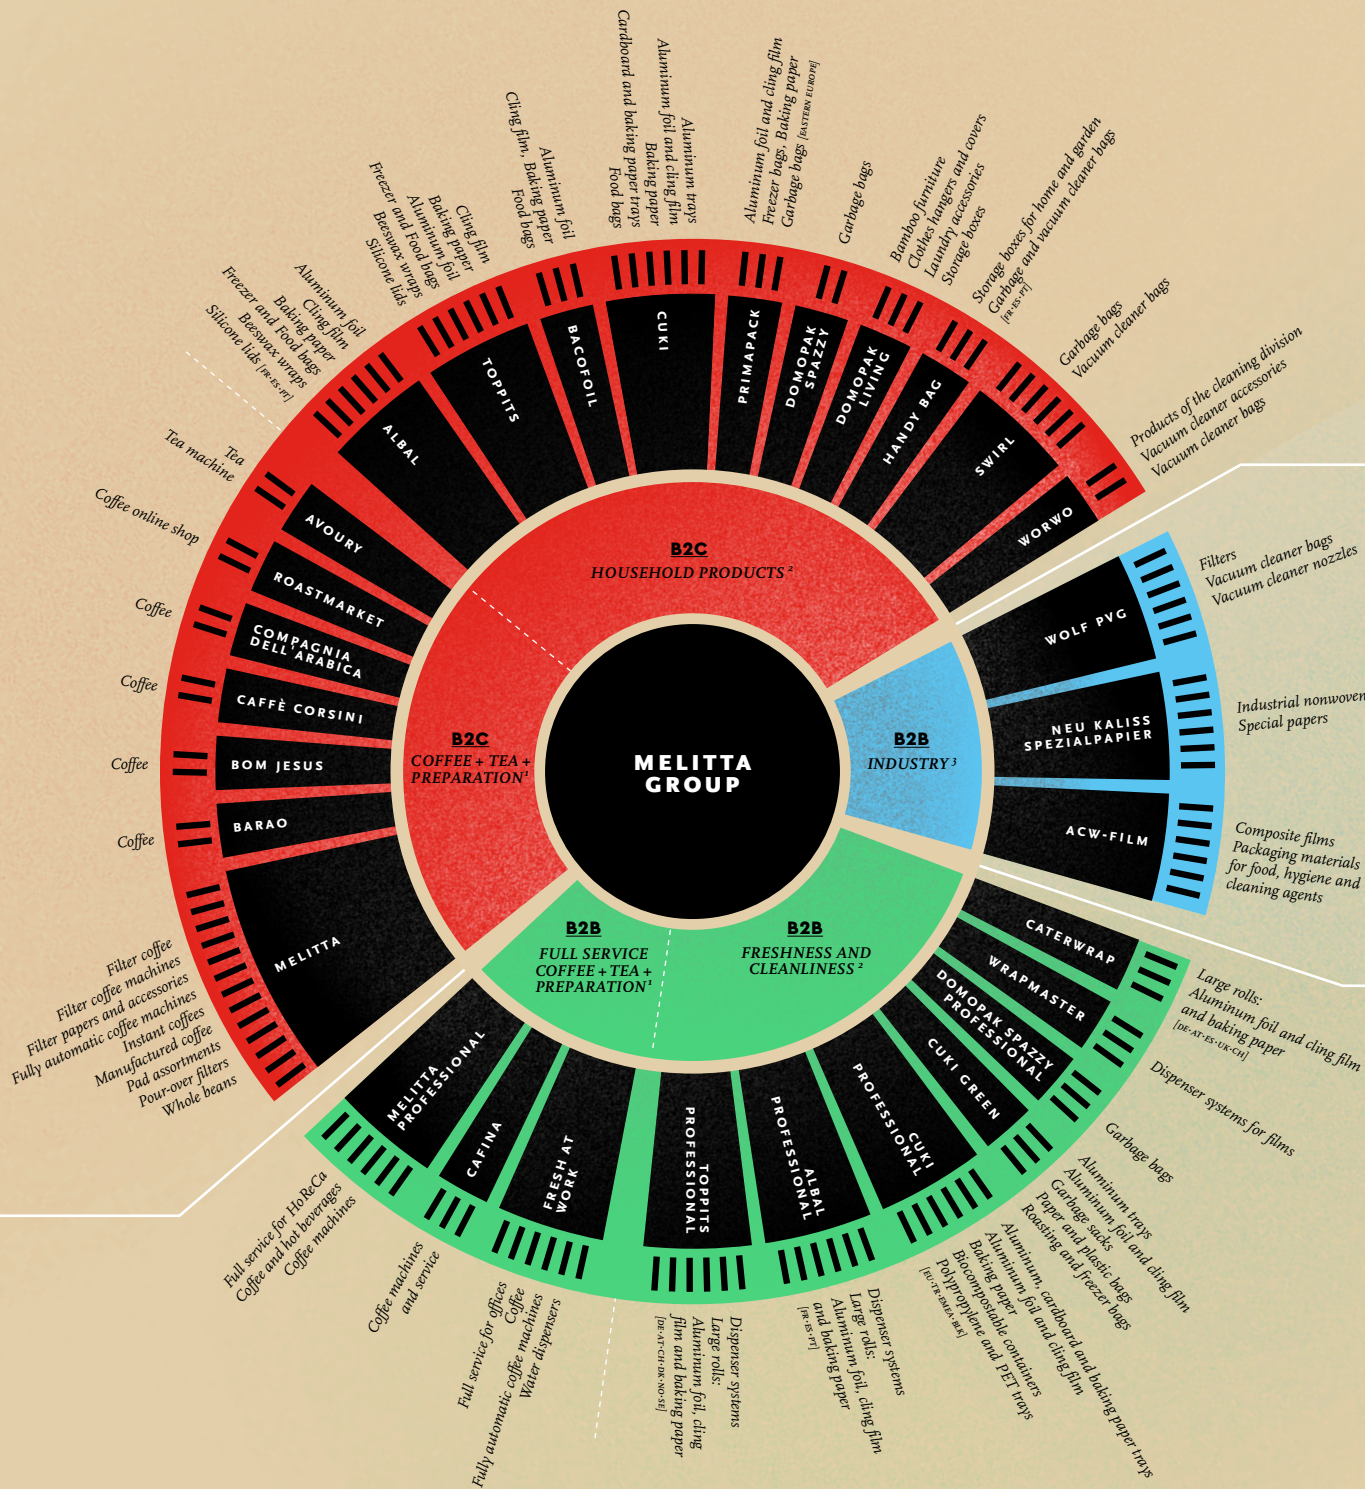 MELITTA
GROUP
B2C
HOUSEHOLD PRODUCTS ²
B2C
COFFEE + TEA +
PREPARATION¹
B2B
INDUSTRY ³
B2B
FULL SERVICE
COFFEE + TEA +
PREPARATION¹
B2B
FRESHNESS AND
CLEANLINESS ²
MELITTA
Filter coffee
Filter coffee machines
Filter papers and accessories
Fully automatic coffee machines
Instant coffees
Manufactured coffee
Pad assortments
Pour-over filters
Whole beans
BARAO
Coffee
BOM JESUS
Coffee
CAFFÈ CORSINI
Coffee
COMPAGNIA
DELL'ARABICA
Coffee
ROASTMARKET
Coffee online shop
AVOURY
Tea
Tea machine
ALBAL
Aluminum foil
Cling film
Baking paper
Freezer and Food bags
Beeswax wraps
Silicone lids [FR·ES·PT]
TOPPITS
Cling film
Baking paper
Aluminum foil
Freezer and Food bags
Beeswax wraps
Silicone lids
BACOFOIL
Aluminum foil
Cling film, Baking paper
Food bags
CUKI
Aluminum trays
Aluminum foil and cling film
Baking paper
Cardboard and baking paper trays
Food bags
PRIMAPACK
Aluminum foil and cling film
Freezer bags, Baking paper
Garbage bags [EASTERN EUROPE]
DOMOPAK
SPAZZY
Garbage bags
DOMOPAK
LIVING
Bamboo furniture
Clothes hangers and covers
Laundry accessories
Storage boxes
HANDY BAG
Storage boxes for home and garden
Garbage and vacuum cleaner bags
[FR·ES·PT]
SWIRL
Garbage bags
Vacuum cleaner bags
WORWO
Products of the cleaning division
Vacuum cleaner accessories
Vacuum cleaner bags
WOLF PVG
Filters
Vacuum cleaner bags
Vacuum cleaner nozzles
NEU KALISS
SPEZIALPAPIER
Industrial nonwoven
Special papers
ACW-FILM
Composite films
Packaging materials
for food, hygiene and
cleaning agents
CATERWRAP
Large rolls:
Aluminum foil and cling film
and baking paper
[DE·AT·ES·UK·CH]
WRAPMASTER
Dispenser systems for films
DOMOPAK SPAZZY
PROFESSIONAL
Garbage bags
CUKI GREEN
Aluminum trays
Aluminum foil and cling film
Garbage sacks
Paper and plastic bags
Roasting and freezer bags
CUKI
PROFESSIONAL
Aluminum, cardboard and baking paper trays
Aluminum foil and cling film
Baking paper
Biocompostable containers
Polypropylene and PET trays
[EU·TR·EMEA·BLK]
ALBAL
PROFESSIONAL
Dispenser systems
Large rolls:
Aluminum foil, cling film
and baking paper
[FR·ES·PT]
TOPPITS
PROFESSIONAL
Dispenser systems
Large rolls:
Aluminum foil, cling
film and baking paper
[DE·AT·CH·DK·NO·SE]
FRESH AT
WORK
Full service for offices
Coffee
Fully automatic coffee machines
Water dispensers
CAFINA
Coffee machines
and service
MELITTA
PROFESSIONAL
Full service for HoReCa
Coffee and hot beverages
Coffee machines